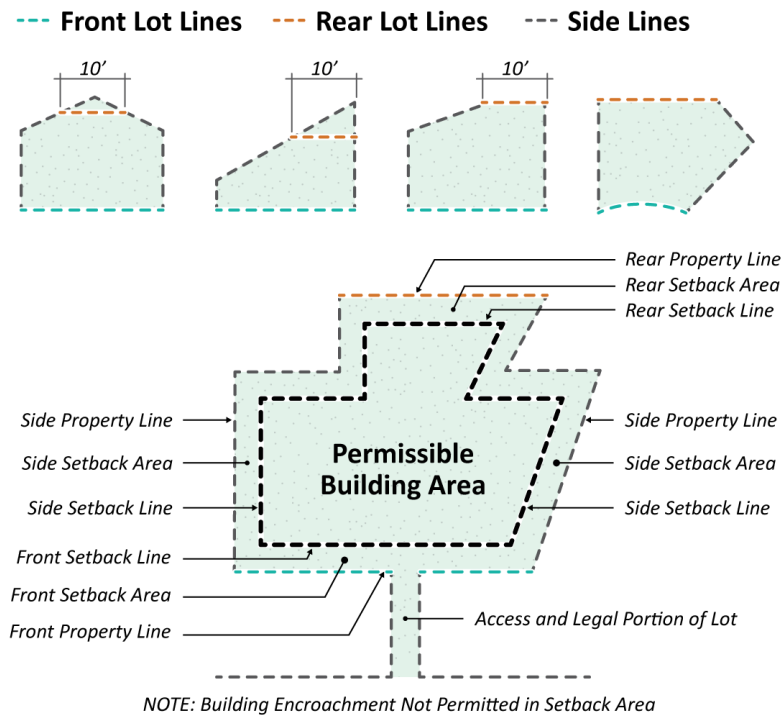 Front Lot Lines
Rear Lot Lines
Side Lines
10’
10’
10’
Rear Property Line
Rear Setback Area
Rear Setback Line
Side Property Line
Side Setback Area
Side Setback Line
Front Setback Line
Front Setback Area
Front Property Line
Permissible
Building Area
Side Property Line
Side Setback Area
Side Setback Line
Access and Legal Portion of Lot
NOTE: Building Encroachment Not Permitted in Setback Area